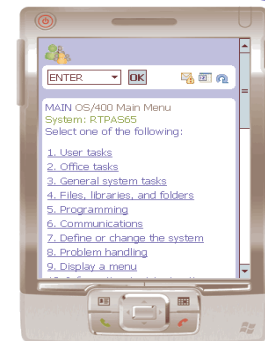 ENTER OK
MAIN OS/400 Main Menu
System: RTPAS65
Select one of the following:
1. User tasks
2. Office tasks
3. General system tasks
4. Files, libraries, and folders
5. Programming
6. Communications
7. Define or change the system
8. Problem handling
9. Display a menu